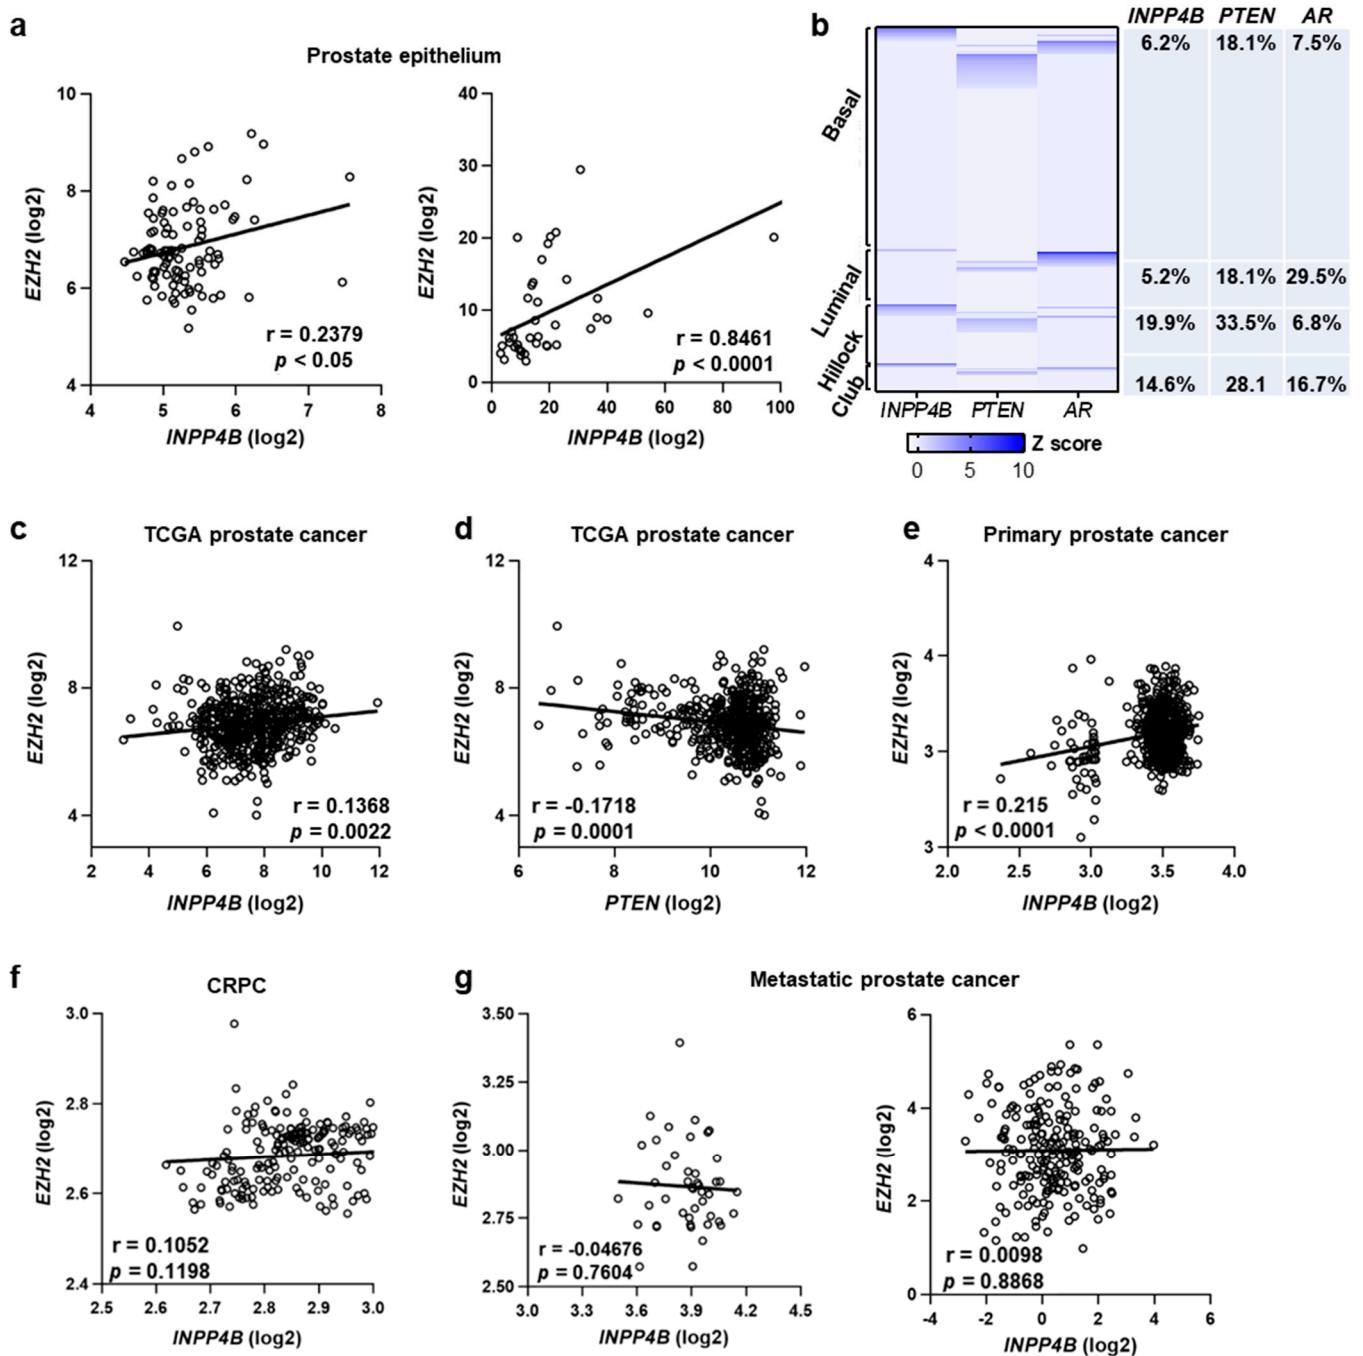 a
Prostate epithelium
10
8
6
4
EZH2 (log2)
r = 0.2379
p < 0.05
4
5
6
7
8
INPP4B (log2)
40
30
20
10
0
EZH2 (log2)
r = 0.8461
p < 0.0001
0
20
40
60
80
100
INPP4B (log2)
b
INPP4B PTEN AR
Basal
6.2% 18.1% 7.5%
Luminal
5.2% 18.1% 29.5%
Hillock
19.9% 33.5% 6.8%
Club
14.6% 28.1 16.7%
INPP4B PTEN AR
Z score
0 5 10
c
TCGA prostate cancer
12
8
4
EZH2 (log2)
r = 0.1368
p = 0.0022
2 4 6 8 10 12
INPP4B (log2)
d
TCGA prostate cancer
12
8
4
EZH2 (log2)
r = -0.1718
p = 0.0001
6 8 10 12
PTEN (log2)
e
Primary prostate cancer
4
4
3
3
EZH2 (log2)
r = 0.215
p < 0.0001
2.0 2.5 3.0 3.5 4.0
INPP4B (log2)
f
CRPC
3.0
2.8
2.6
2.4
EZH2 (log2)
r = 0.1052
p = 0.1198
2.5 2.6 2.7 2.8 2.9 3.0
INPP4B (log2)
g
Metastatic prostate cancer
3.50
3.25
3.00
2.75
2.50
EZH2 (log2)
r = -0.04676
p = 0.7604
3.0 3.3 3.6 3.9 4.2 4.5
INPP4B (log2)
6
4
2
0
EZH2 (log2)
r = 0.0098
p = 0.8868
-4 -2 0 2 4 6
INPP4B (log2)